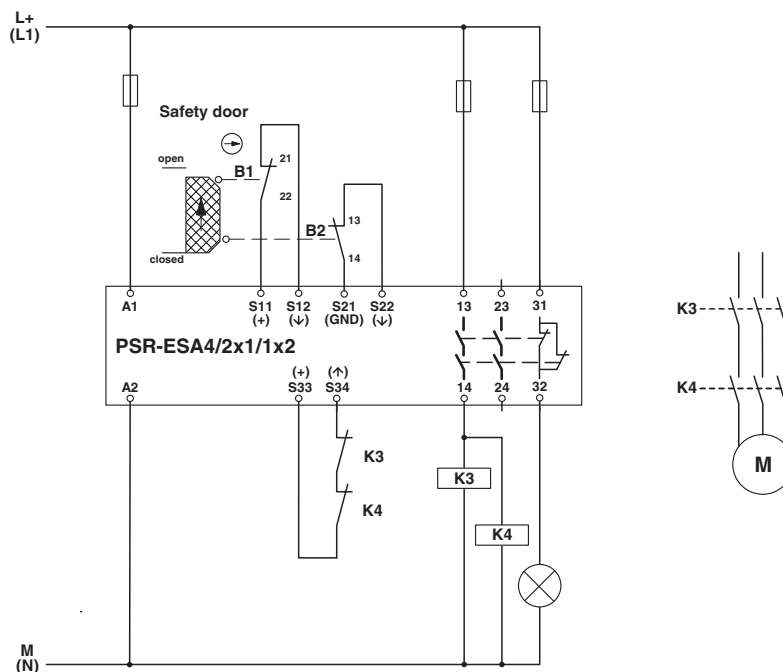 L+
(L1)
Safety door
open
B1
21
22
B2
13
14
closed
A1
S11
(+)
S12
(↓)
S21
(GND)
S22
(↓)
13
23
31
PSR-ESA4/2x1/1x2
A2
(+)
S33
(↑)
S34
14
24
32
K3
K4
K3
K4
K3
K4
M
M
(N)